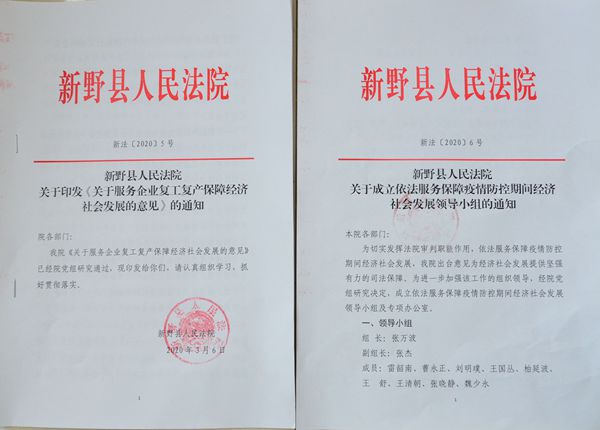 新野县人民法院
新法〔2020〕5号
新野县人民法院
关于印发《关于服务企业复工复产保障经济
社会发展的意见》的通知
院各部门：
我院《关于服务企业复工复产保障经济社会发展的意见》
已经院党组研究通过，现印发给你们，请认真组织学习，抓
好贯彻落实。
新野县人民法院
2020年3月6日
1
新野县人民法院
新法〔2020〕6号
新野县人民法院
关于成立依法服务保障疫情防控期间经济
社会发展领导小组的通知
本院各部门：
为切实发挥法院审判职能作用，依法服务保障疫情防控
期间经济社会发展，我院出台意见为经济社会发展提供坚强
有力的司法保障。为进一步加强该工作的组织领导，经院党
组研究决定，成立依法服务保障疫情防控期间经济社会发展
领导小组及专项办公室。
一、领导小组
组 长：张万波
副组长：张杰
成员：雷韶南、曹永正、刘明璞、王国丛、柏英波、
王 舒、王清朝、张晓静、魏少永
1